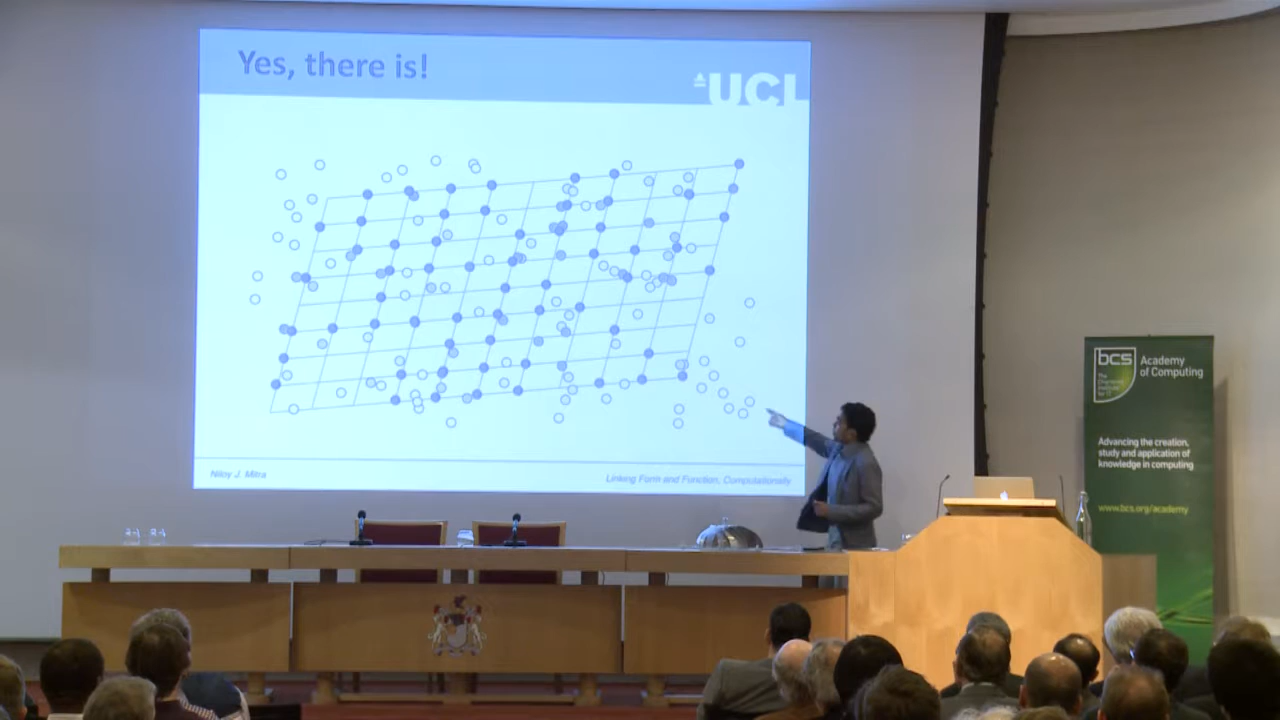 Yes, there is!
UCL
Niloy J. Mitra
Linking Form and Function, Computationally
bcs
The
Chartered
Institute
for IT
Academy
of Computing
Advancing the creation,
study and application of
knowledge in computing
www.bcs.org/academy